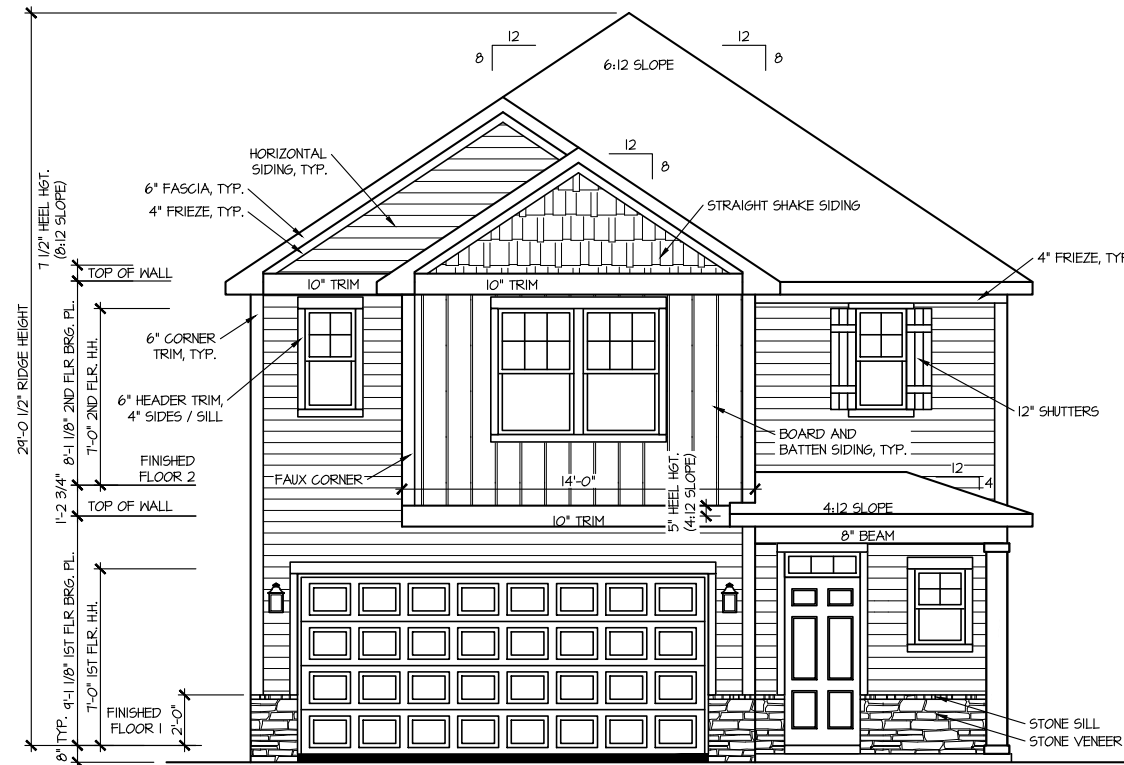 12
8
12
8
6:12 SLOPE
12
8
HORIZONTAL
SIDING, TYP.
6" FASCIA, TYP.
4" FRIEZE, TYP.
STRAIGHT SHAKE SIDING
7 1/2" HEEL HGT.
(8:12 SLOPE)
TOP OF WALL
10" TRIM
10" TRIM
4" FRIEZE, TYP
29'-0 1/2" RIDGE HEIGHT
8'-1 1/8" 2ND FLR BRG. PL.
7'-0" 2ND FLR. H.H.
6" CORNER
TRIM, TYP.
6" HEADER TRIM,
4" SIDES / SILL
12" SHUTTERS
BOARD AND
BATTEN SIDING, TYP.
FINISHED
FLOOR 2
FAUX CORNER
14'-0"
5" HEEL HGT.
(4:12 SLOPE)
12
4
1'-2 3/4"
TOP OF WALL
10" TRIM
4:12 SLOPE
8" BEAM
9'-1 1/8" 1ST FLR BRG. PL.
7'-0" 1ST FLR. H.H.
FINISHED
FLOOR 1
2'-0"
8" TYP.
STONE SILL
STONE VENEER